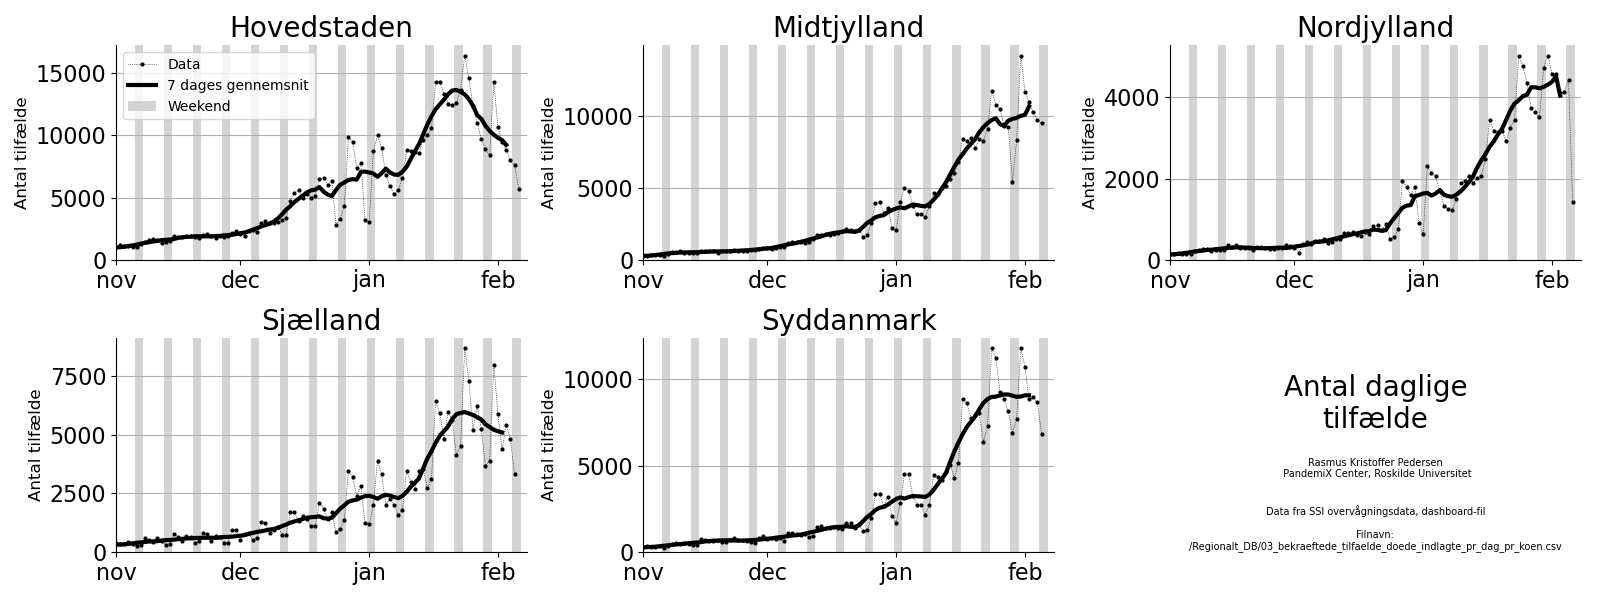 Hovedstaden
Antal tilfælde
15000
10000
5000
0
nov
dec
jan
feb
Data
7 dages gennemsnit
Weekend
Midtjylland
Antal tilfælde
10000
5000
0
nov
dec
jan
feb
Nordjylland
Antal tilfælde
4000
2000
0
nov
dec
jan
feb
Sjælland
Antal tilfælde
7500
5000
2500
0
nov
dec
jan
feb
Syddanmark
Antal tilfælde
10000
5000
0
nov
dec
jan
feb
Antal daglige
tilfælde
Rasmus Kristoffer Pedersen
PandemiX Center, Roskilde Universitet
Data fra SSI overvågningsdata, dashboard-fil
Filnavn:
/Regionalt_DB/03_bekraeftede_tilfaelde_doede_indlagte_pr_dag_pr_koen.csv